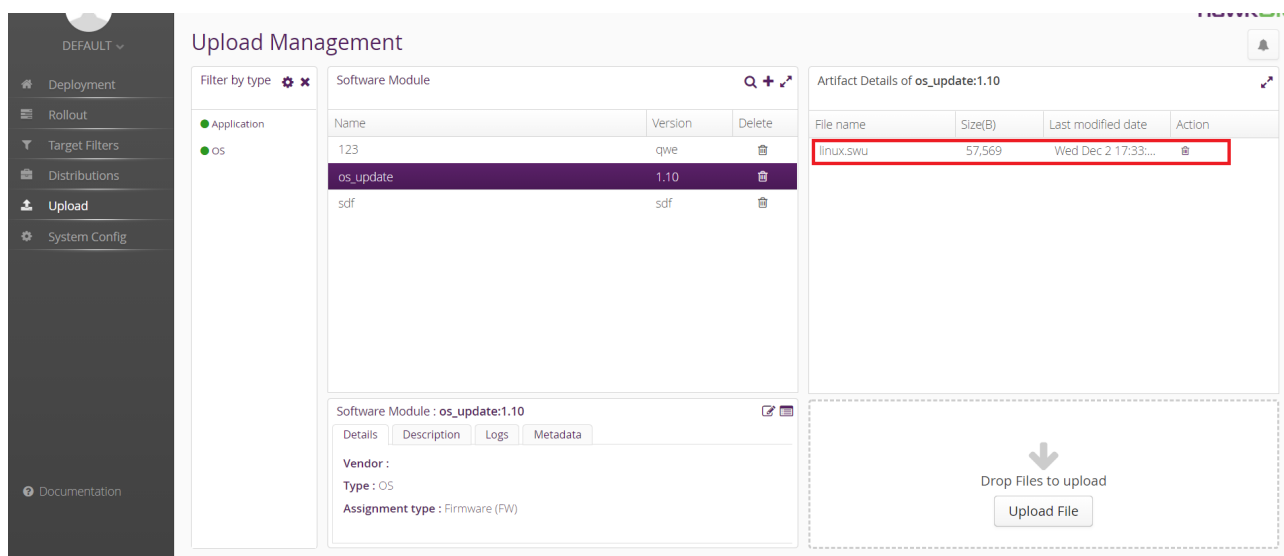 DEFAULT
Deployment
Rollout
Target Filters
Distributions
Upload
System Config
Documentation
Upload Management
Filter by type
Application
OS
Software Module
Name Version Delete
123 qwe
os_update 1.10
sdf sdf
Software Module : os_update:1.10
Details Description Logs Metadata
Vendor :
Type : OS
Assignment type : Firmware (FW)
Artifact Details of os_update:1.10
File name Size(B) Last modified date Action
linux.swu 57,569 Wed Dec 2 17:33:...
Drop Files to upload
Upload File